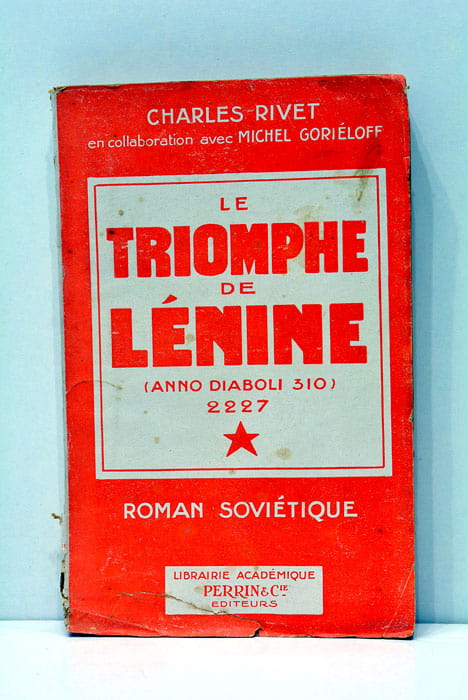 CHARLES RIVET
en collaboration avec MICHEL GORIÉLOFF
LE
TRIOMPHE
DE
LÉNINE
(ANNO DIABOLI 310)
2227
ROMAN SOVIÉTIQUE
LIBRAIRIE ACADÉMIQUE
PERRIN & CIE
EDITEURS